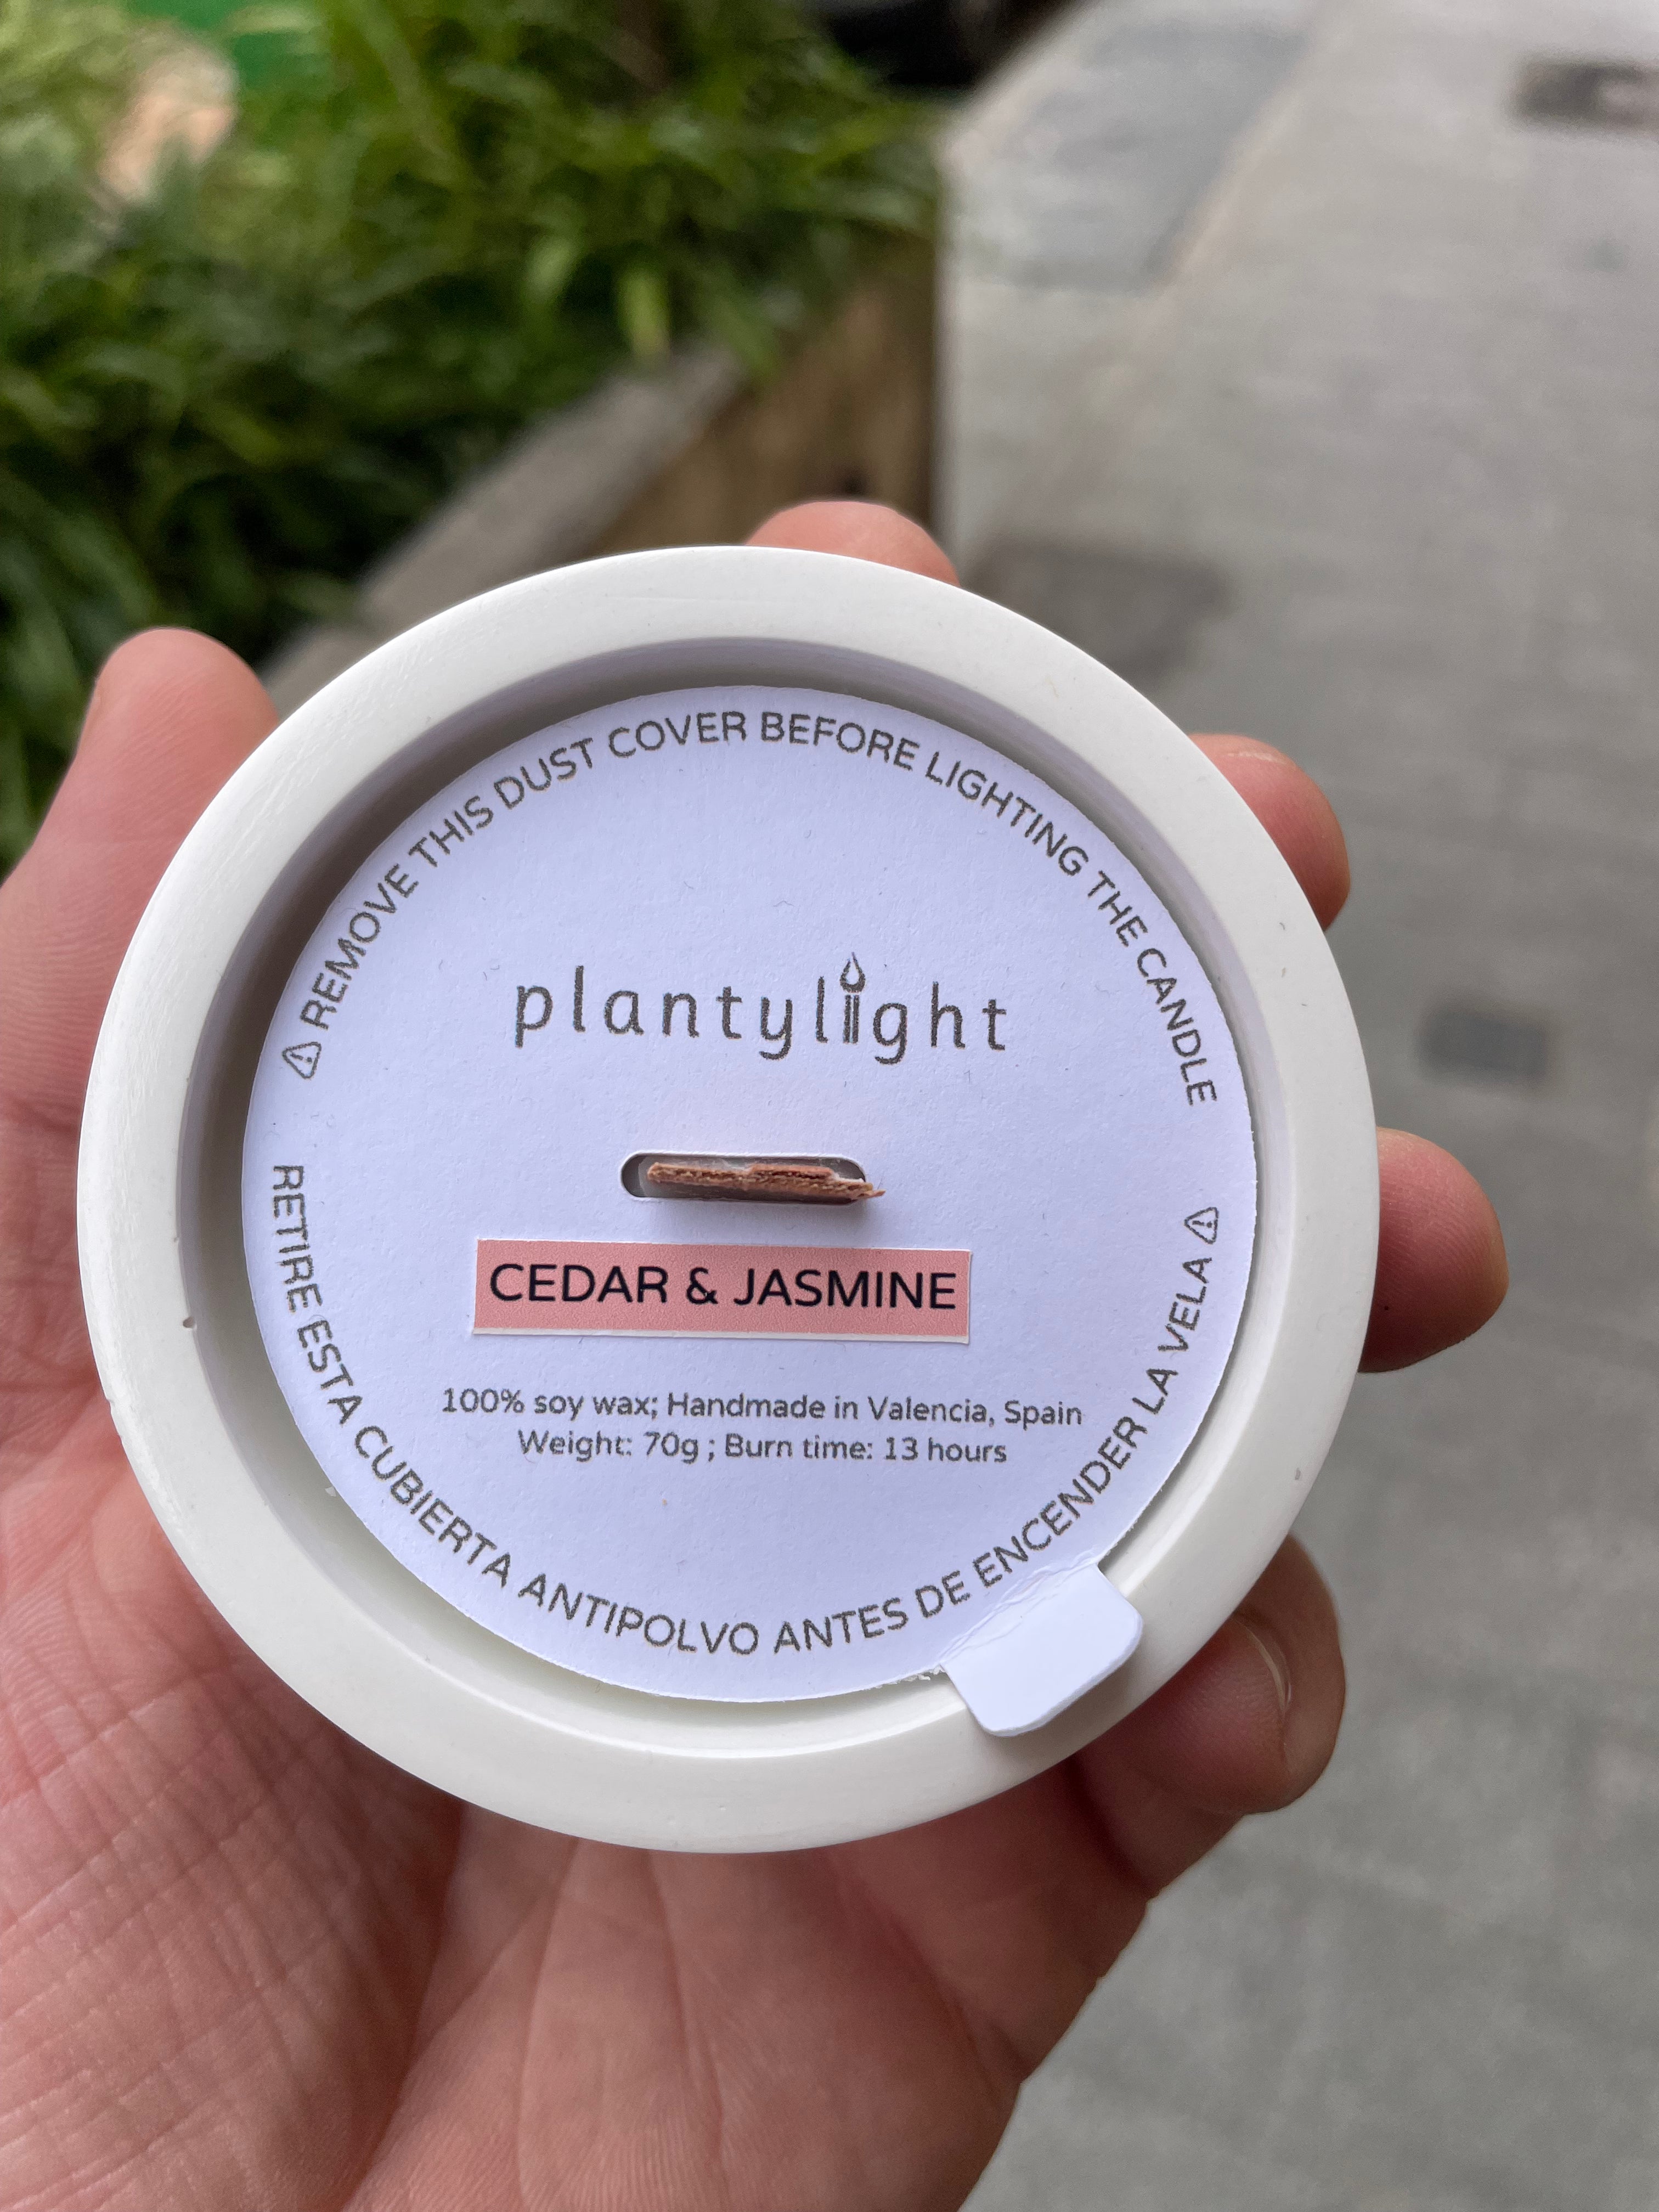 ⚠ REMOVE THIS DUST COVER BEFORE LIGHTING THE CANDLE
plantylight
CEDAR & JASMINE
100% soy wax; Handmade in Valencia, Spain
Weight: 70g ; Burn time: 13 hours
RETIRE ESTA CUBIERTA ANTIPOLVO ANTES DE ENCENDER LA VELA ⚠